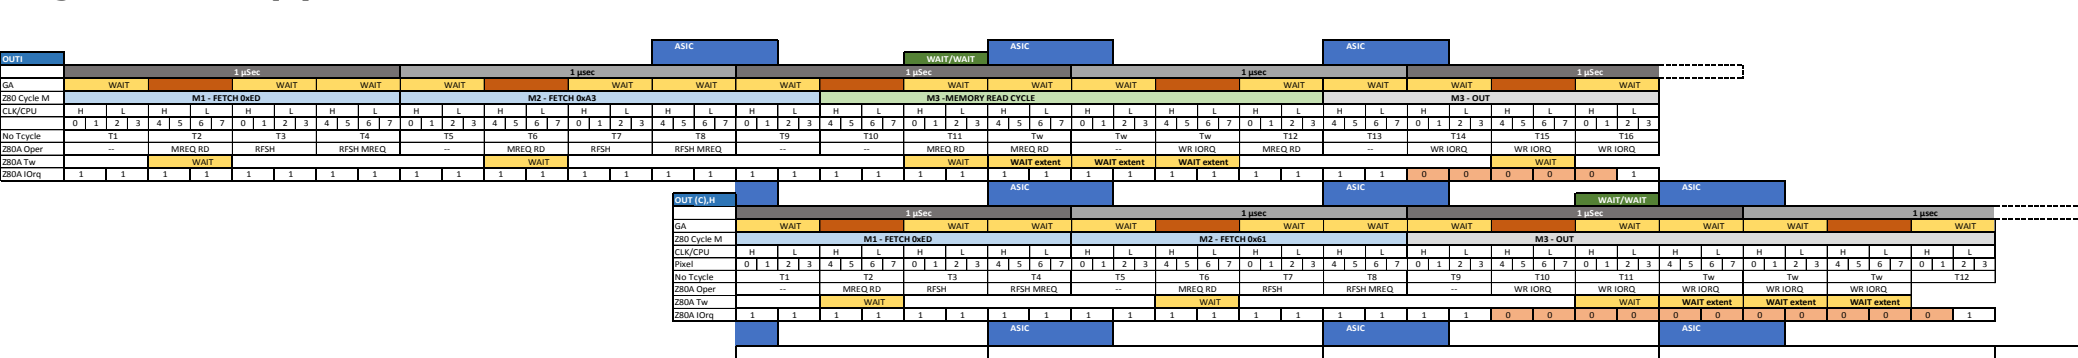 ASIC ASIC ASIC
OUTI WAIT/WAIT
1 µSec 1 µsec 1 µSec 1 µsec 1 µSec
GA WAIT WAIT WAIT WAIT WAIT WAIT WAIT WAIT WAIT WAIT WAIT WAIT WAIT WAIT
Z80 Cycle M M1 - FETCH 0xED M2 - FETCH 0xA3 M3 -MEMORY READ CYCLE M3 - OUT
CLK/CPU H L H L H L H L H L H L H L H L H L H L H L H L H L H L H L H L H L H L H L
0 1 2 3 4 5 6 7 0 1 2 3 4 5 6 7 0 1 2 3 4 5 6 7 0 1 2 3 4 5 6 7 0 1 2 3 4 5 6 7 0 1 2 3 4 5 6 7 0 1 2 3 4 5 6 7 0 1 2 3 4 5 6 7 0 1 2 3 4 5 6 7 0 1 2 3
No Tcycle T1 T2 T3 T4 T5 T6 T7 T8 T9 T10 T11 Tw Tw Tw T12 T13 T14 T15 T16
Z80A Oper -- MREQ RD RFSH RFSH MREQ -- MREQ RD RFSH RFSH MREQ -- -- MREQ RD MREQ RD -- WR IORQ MREQ RD -- WR IORQ WR IORQ WR IORQ
Z80A Tw WAIT WAIT WAIT WAIT extent WAIT extent WAIT extent WAIT
Z80A IOrq 1 1 1 1 1 1 1 1 1 1 1 1 1 1 1 1 1 1 1 1 1 1 1 1 1 1 1 1 1 1 1 1 0 0 0 0 0 1
ASIC ASIC ASIC
OUT (C),H WAIT/WAIT
1 µSec 1 µsec 1 µSec 1 µsec
GA WAIT WAIT WAIT WAIT WAIT WAIT WAIT WAIT WAIT WAIT WAIT
Z80 Cycle M M1 - FETCH 0xED M2 - FETCH 0x61 M3 - OUT
CLK/CPU H L H L H L H L H L H L H L H L H L H L H L H L H L H L H L
Pixel 0 1 2 3 4 5 6 7 0 1 2 3 4 5 6 7 0 1 2 3 4 5 6 7 0 1 2 3 4 5 6 7 0 1 2 3 4 5 6 7 0 1 2 3 4 5 6 7 0 1 2 3 4 5 6 7 0 1 2 3
No Tcycle T1 T2 T3 T4 T5 T6 T7 T8 T9 T10 T11 Tw Tw Tw T12
Z80A Oper -- MREQ RD RFSH RFSH MREQ -- MREQ RD RFSH RFSH MREQ -- WR IORQ WR IORQ WR IORQ WR IORQ WR IORQ
Z80A Tw WAIT WAIT WAIT WAIT extent WAIT extent WAIT extent
Z80A IOrq 1 1 1 1 1 1 1 1 1 1 1 1 1 1 1 1 1 1 0 0 0 0 0 0 0 0 0 0 0 1
ASIC ASIC ASIC